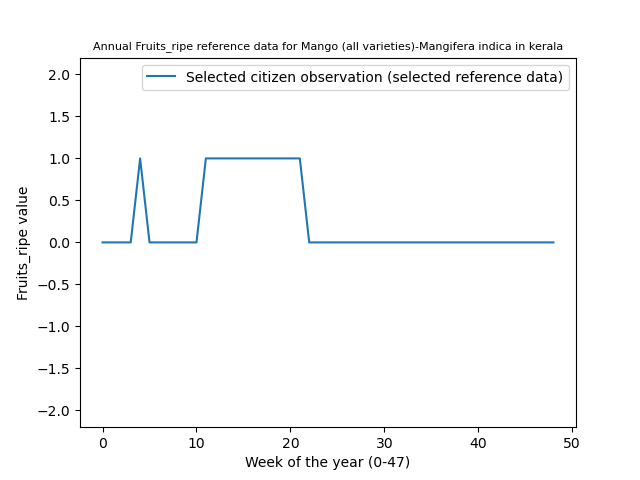 Annual Fruits_ripe reference data for Mango (all varieties)-Mangifera indica in kerala
Selected citizen observation (selected reference data)
Fruits_ripe value
2.0
1.5
1.0
0.5
0.0
−0.5
−1.0
−1.5
−2.0
0 10 20 30 40 50
Week of the year (0-47)